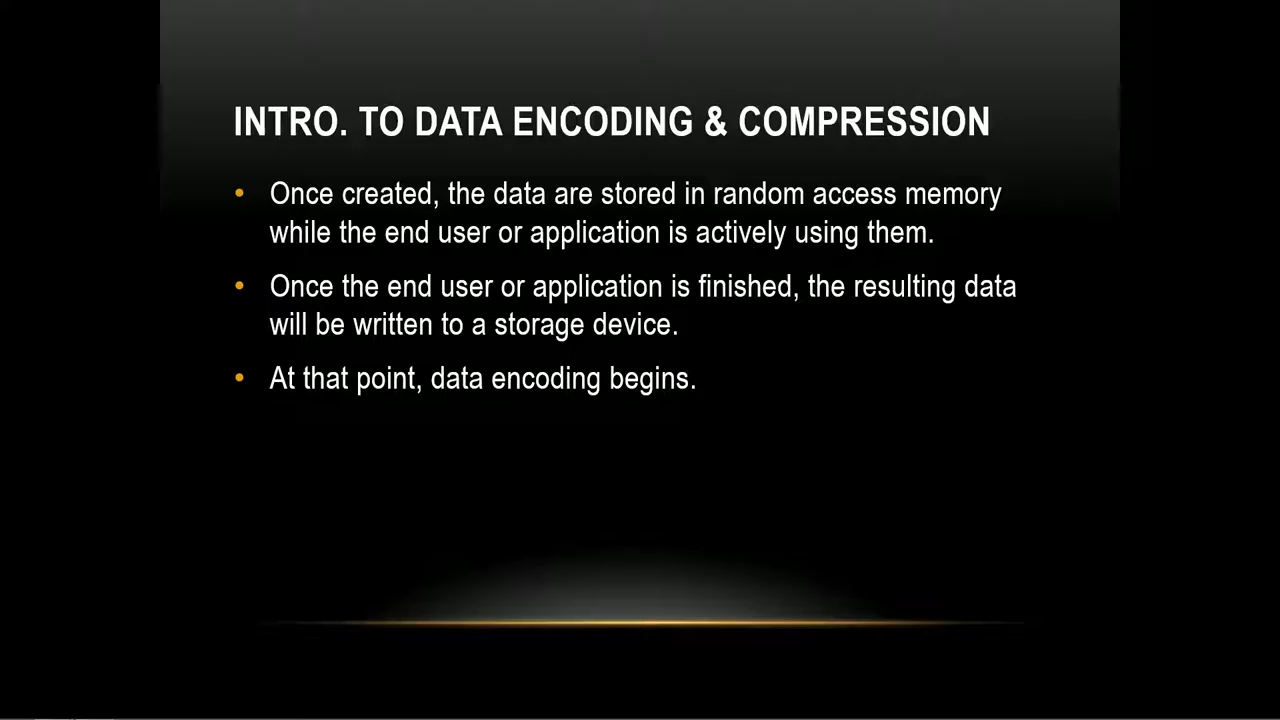 INTRO. TO DATA ENCODING & COMPRESSION
• Once created, the data are stored in random access memory
while the end user or application is actively using them.
• Once the end user or application is finished, the resulting data
will be written to a storage device.
• At that point, data encoding begins.